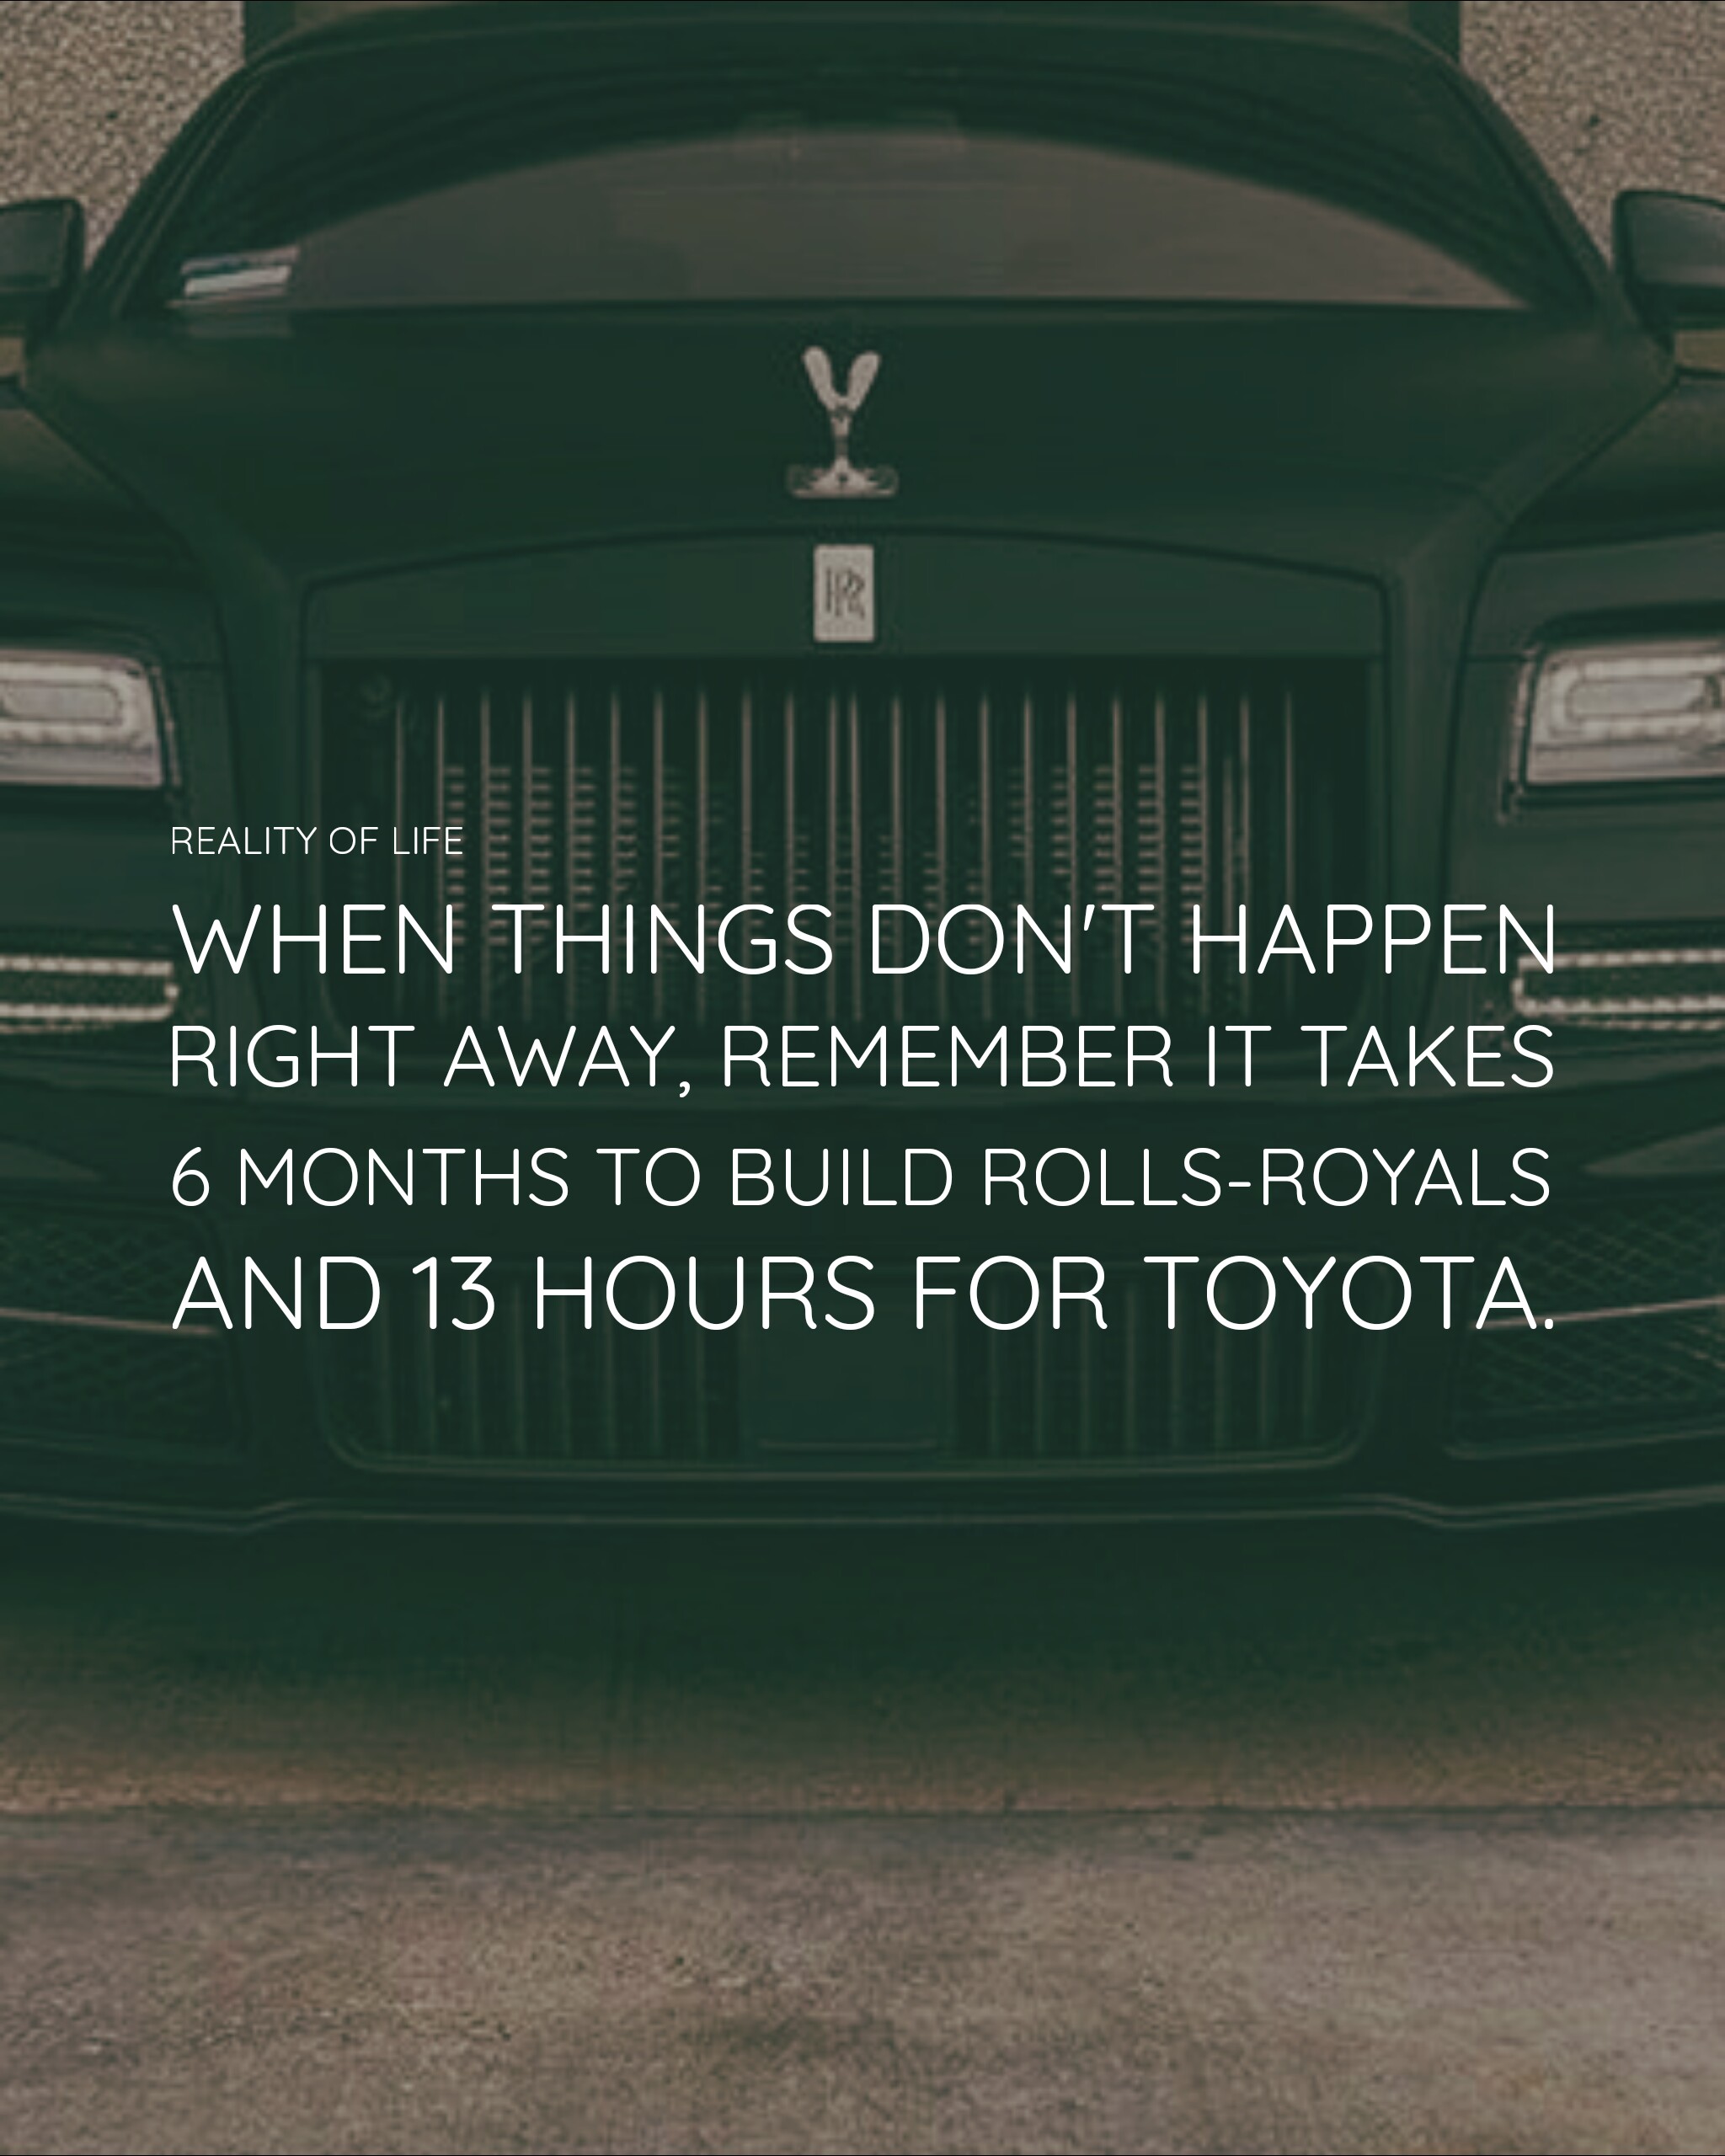 RR
REALITY OF LIFE
WHEN THINGS DON'T HAPPEN
RIGHT AWAY, REMEMBER IT TAKES
6 MONTHS TO BUILD ROLLS-ROYALS
AND 13 HOURS FOR TOYOTA.